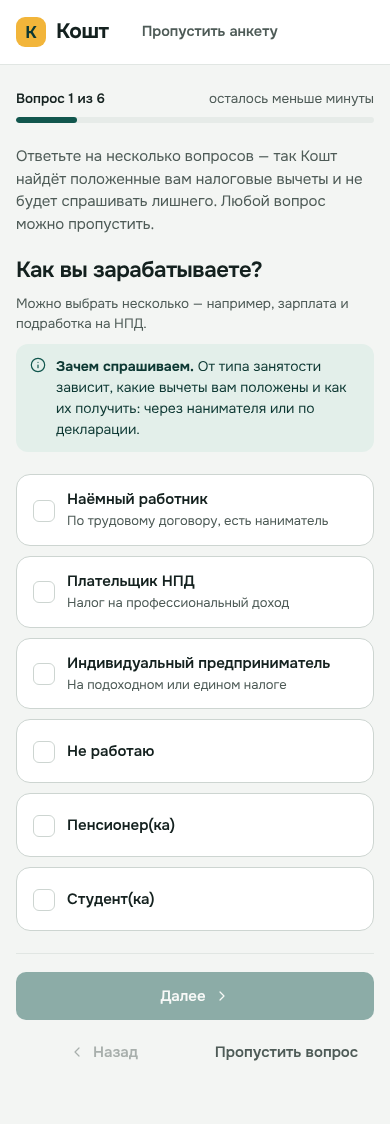 K Кошт Пропустить анкету
Вопрос 1 из 6 осталось меньше минуты
Ответьте на несколько вопросов — так Кошт
найдёт положенные вам налоговые вычеты и не
будет спрашивать лишнего. Любой вопрос
можно пропустить.
Как вы зарабатываете?
Можно выбрать несколько — например, зарплата и
подработка на НПД.
Зачем спрашиваем. От типа занятости
зависит, какие вычеты вам положены и как
их получить: через нанимателя или по
декларации.
Наёмный работник
По трудовому договору, есть наниматель
Плательщик НПД
Налог на профессиональный доход
Индивидуальный предприниматель
На подоходном или едином налоге
Не работаю
Пенсионер(ка)
Студент(ка)
Далее
Назад Пропустить вопрос